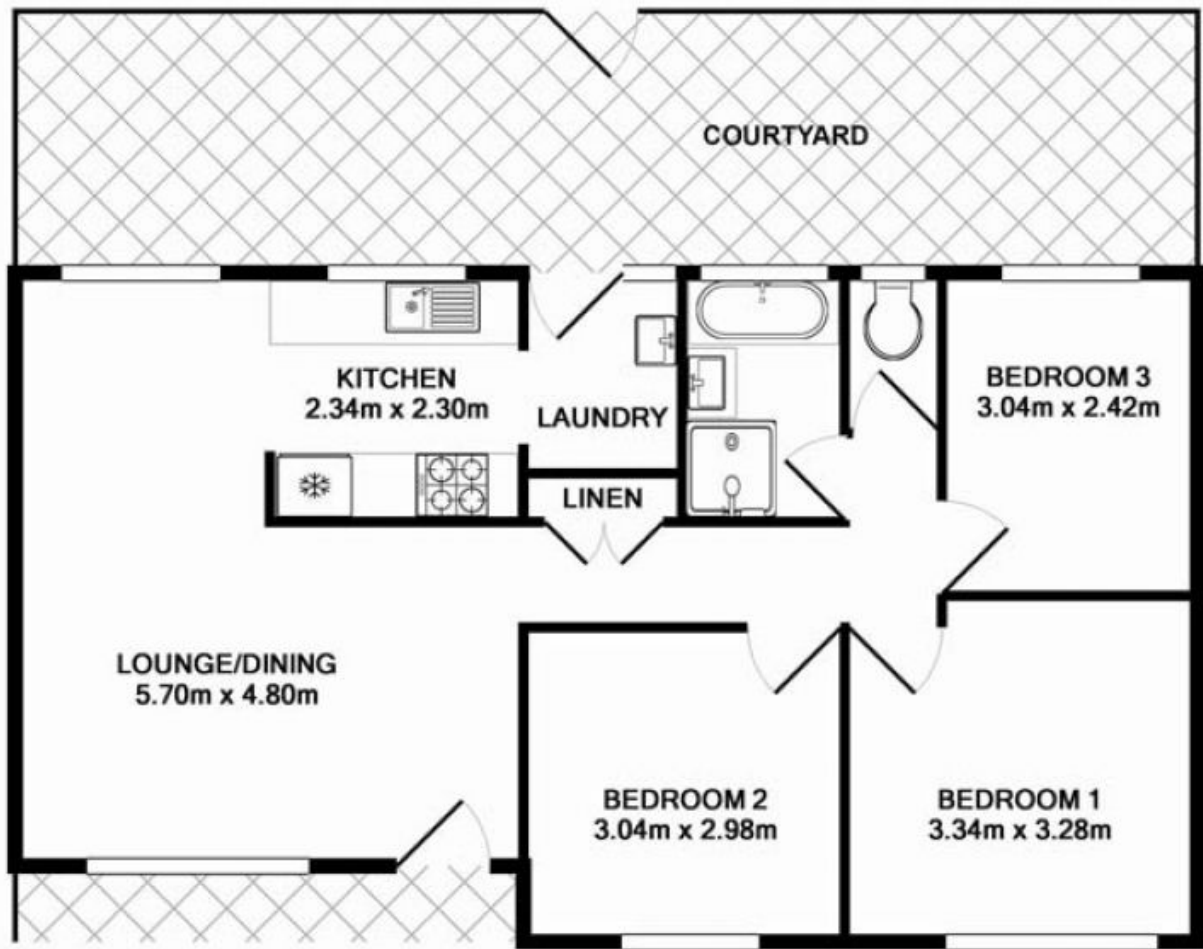 COURTYARD
KITCHEN
2.34m x 2.30m
LAUNDRY
BEDROOM 3
3.04m x 2.42m
LINEN
LOUNGE/DINING
5.70m x 4.80m
BEDROOM 2
3.04m x 2.98m
BEDROOM 1
3.34m x 3.28m